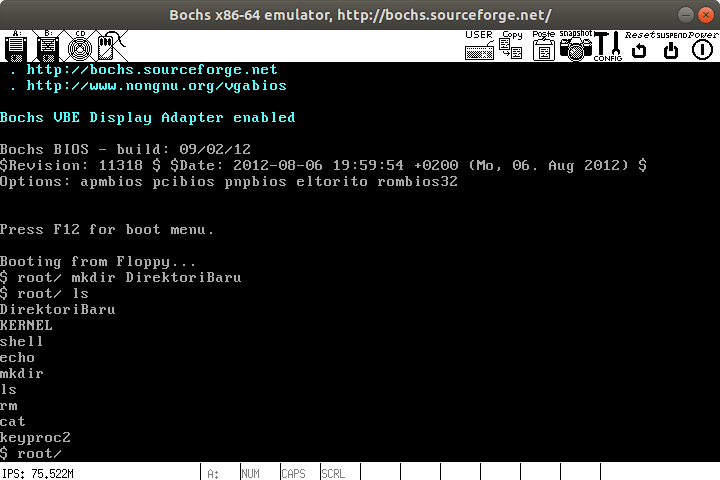 Bochs x86-64 emulator, http://bochs.sourceforge.net/
A: B: CD USER Copy Paste snapshot CONFIG Reset SUSPEND Power
. http://bochs.sourceforge.net
. http://www.nongnu.org/vgabios
Bochs VBE Display Adapter enabled
Bochs BIOS - build: 09/02/12
$Revision: 11318 $ $Date: 2012-08-06 19:59:54 +0200 (Mo, 06. Aug 2012) $
Options: apmbios pcibios pnpbios eltorito rombios32
Press F12 for boot menu.
Booting from Floppy...
$ root/ mkdir DirektoriBaru
$ root/ ls
DirektoriBaru
KERNEL
shell
echo
mkdir
ls
rm
cat
keyproc2
$ root/
IPS: 75.522M A: NUM CAPS SCRL